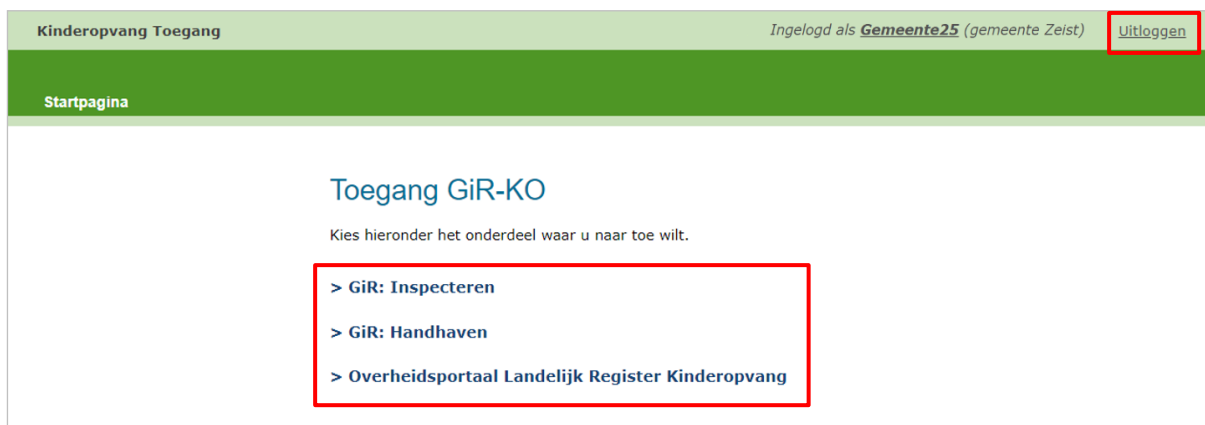 Kinderopvang Toegang
Ingelogd als Gemeente25 (gemeente Zeist)
Uitloggen
Startpagina
Toegang GiR-KO
Kies hieronder het onderdeel waar u naar toe wilt.
> GiR: Inspecteren
> GiR: Handhaven
> Overheidsportaal Landelijk Register Kinderopvang